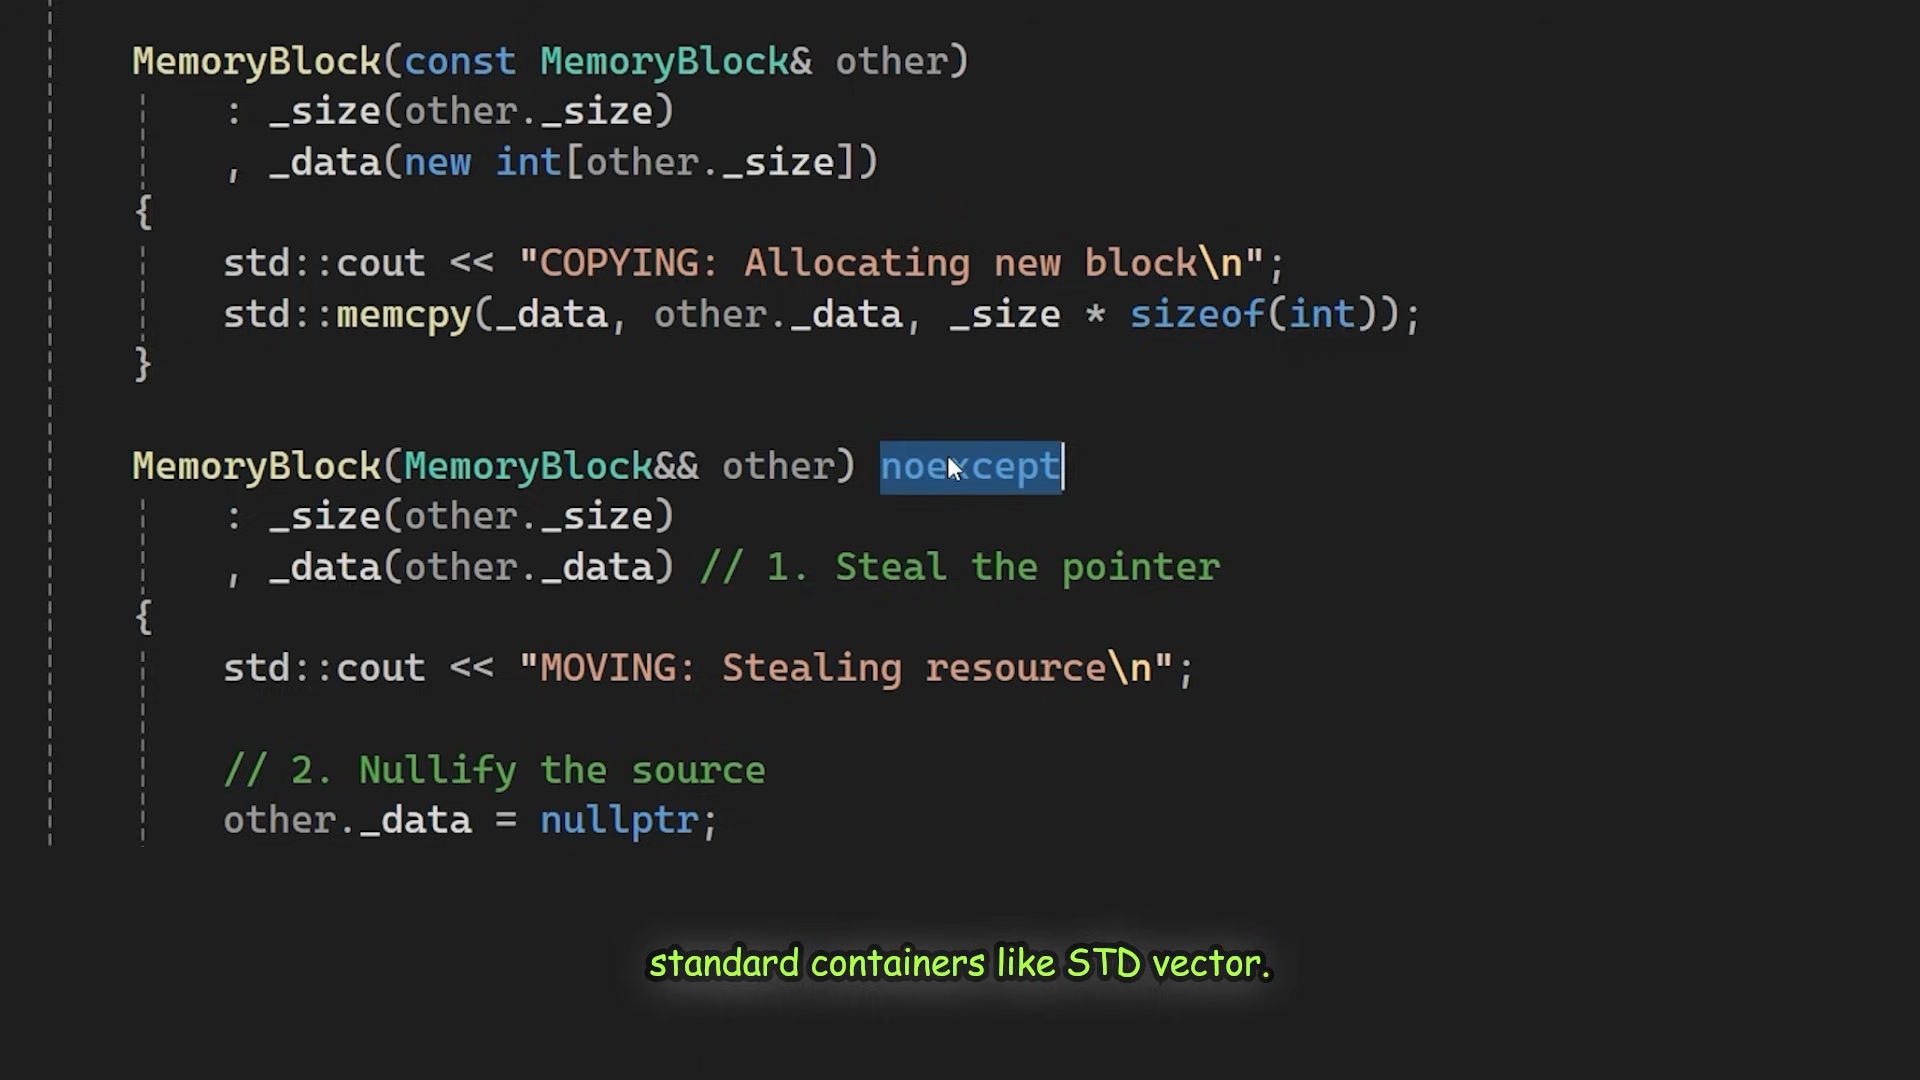 MemoryBlock(const MemoryBlock& other)
: _size(other._size)
, _data(new int[other._size])
{
std::cout << "COPYING: Allocating new block\n";
std::memcpy(_data, other._data, _size * sizeof(int));
}
MemoryBlock(MemoryBlock&& other) noexcept
: _size(other._size)
, _data(other._data) // 1. Steal the pointer
{
std::cout << "MOVING: Stealing resource\n";
// 2. Nullify the source
other._data = nullptr;
standard containers like STD vector.